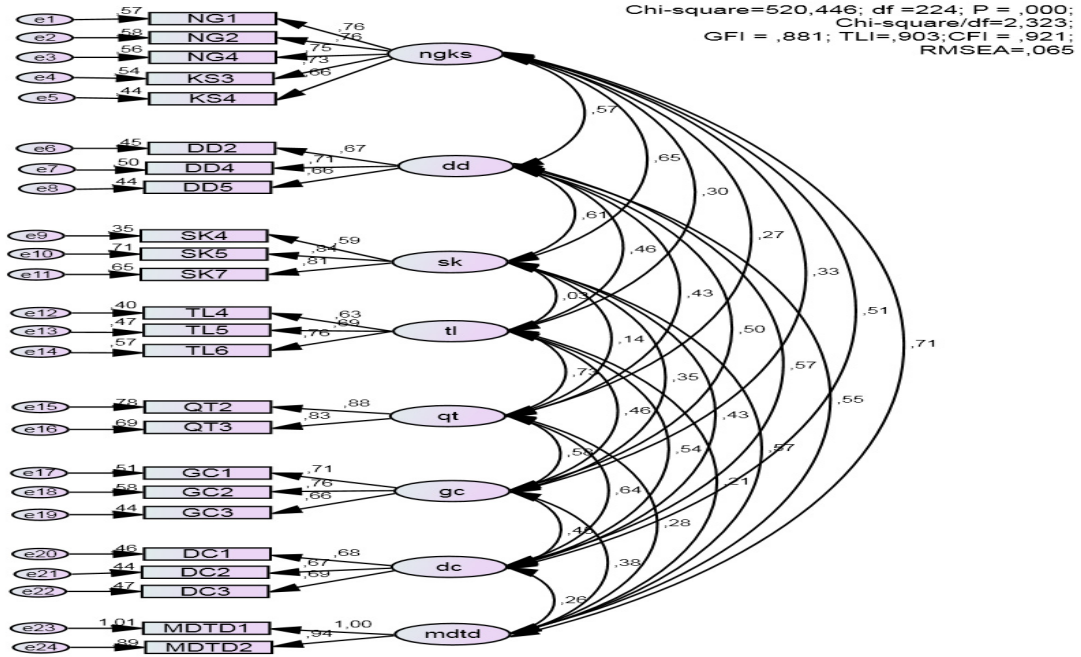 Chi-square=520,446; df =224; P = ,000;
Chi-square/df=2,323;
GFI = ,881; TLI=,903;CFI = ,921;
RMSEA=,065
e1 ,57 NG1 ,76
e2 ,58 NG2 ,76
e3 ,56 NG4 ,75
e4 ,54 KS3 ,73
e5 ,44 KS4 ,66
ngks
e6 ,45 DD2 ,67
e7 ,50 DD4 ,71
e8 ,44 DD5 ,66
dd
e9 ,35 SK4 ,59
e10 ,71 SK5 ,84
e11 ,65 SK7 ,81
sk
e12 ,40 TL4 ,63
e13 ,47 TL5 ,69
e14 ,57 TL6 ,76
tl
e15 ,78 QT2 ,88
e16 ,69 QT3 ,83
qt
e17 ,51 GC1 ,71
e18 ,58 GC2 ,76
e19 ,44 GC3 ,66
gc
e20 ,46 DC1 ,68
e21 ,44 DC2 ,67
e22 ,47 DC3 ,69
dc
e23 1,01 MDTD1 1,00
e24 ,89 MDTD2 ,94
mdtd
,57
,65
,30
,27
,33
,51
,71
,61
,46
,43
,50
,57
,55
,03
,14
,35
,43
,57
,73
,46
,54
,21
,64
,28
,38
,26